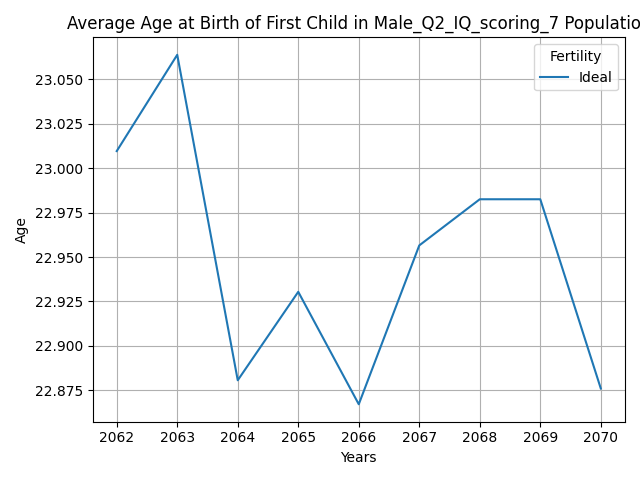 Average Age at Birth of First Child in Male_Q2_IQ_scoring_7 Populatio
Fertility
Ideal
23.050
23.025
23.000
22.975
22.950
22.925
22.900
22.875
Age
2062 2063 2064 2065 2066 2067 2068 2069 2070
Years